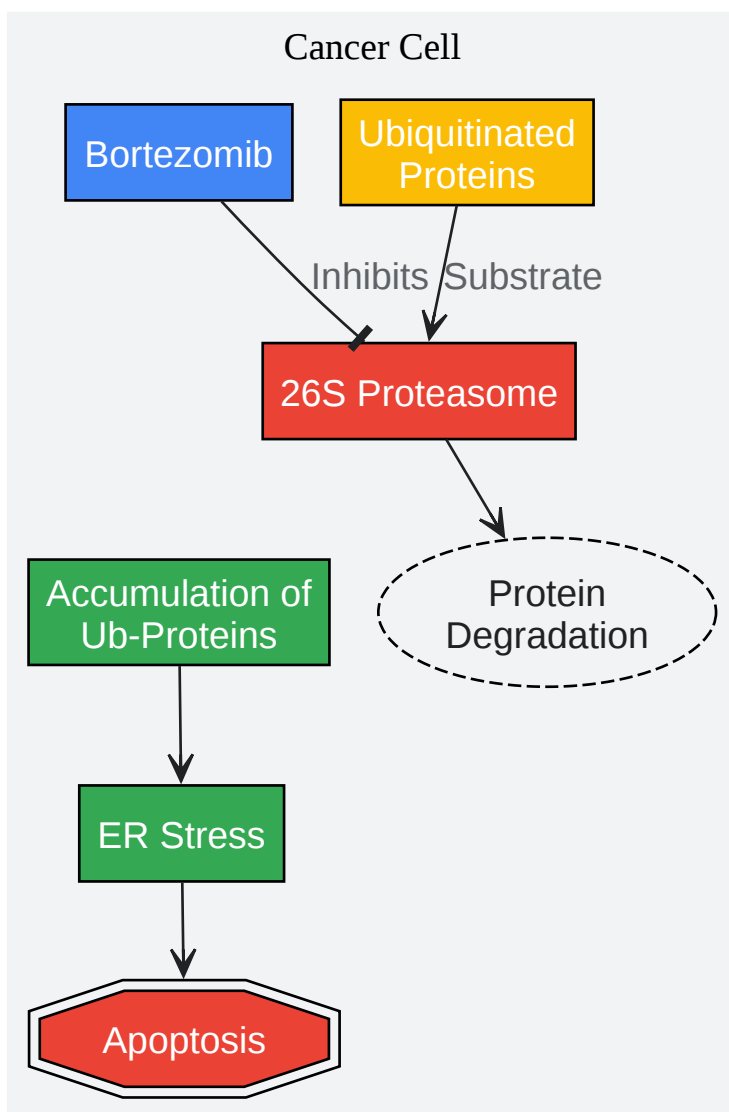 Cancer Cell
Bortezomib
Ubiquitinated
Proteins
Inhibits
Substrate
26S Proteasome
Accumulation of
Ub-Proteins
Protein
Degradation
ER Stress
Apoptosis